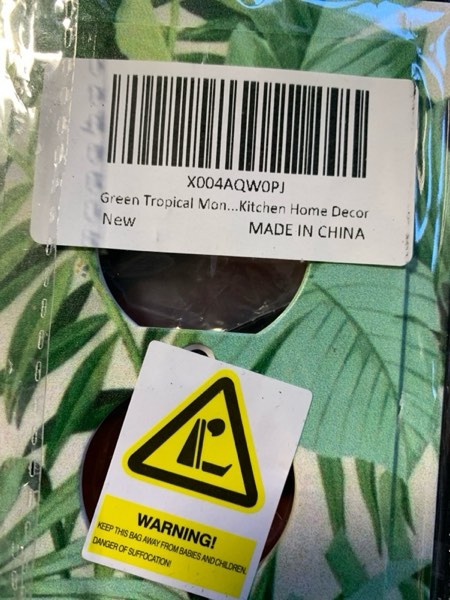 X004AQW0PJ
Green Tropical Mon...Kitchen Home Decor
New
MADE IN CHINA
WARNING!
KEEP THIS BAG AWAY FROM BABIES AND CHILDREN.
DANGER OF SUFFOCATION!